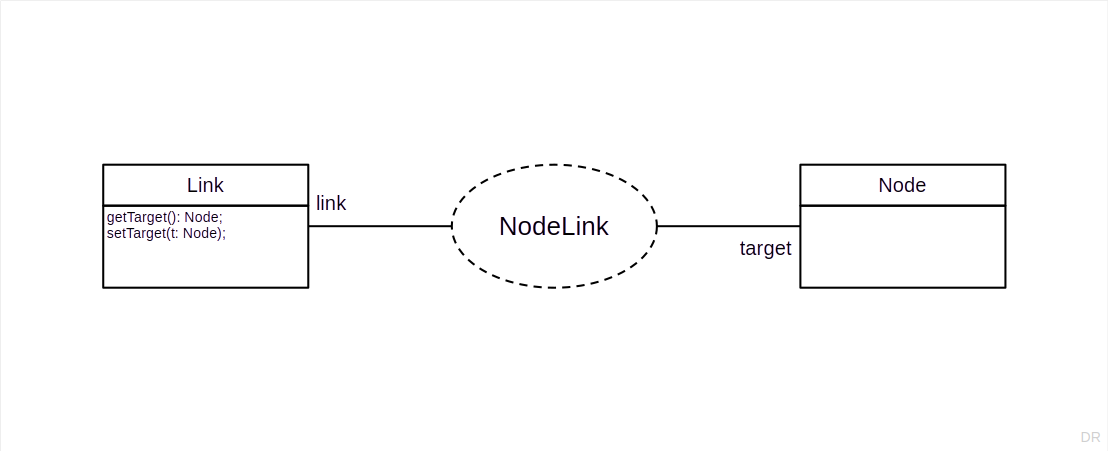 Link
getTarget(): Node;
setTarget(t: Node);
link
NodeLink
target
Node
DR